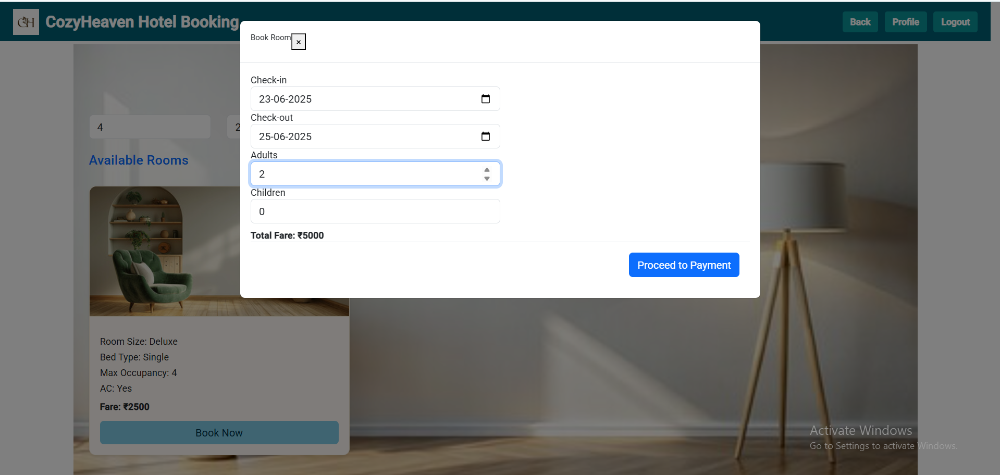 CH CozyHeaven Hotel Booking
Back Profile Logout
Book Room ×
Check-in
23-06-2025
Check-out
25-06-2025
Adults
2
Children
0
Total Fare: ₹5000
Proceed to Payment
4 2
Available Rooms
Room Size: Deluxe
Bed Type: Single
Max Occupancy: 4
AC: Yes
Fare: ₹2500
Book Now
Activate Windows
Go to Settings to activate Windows.